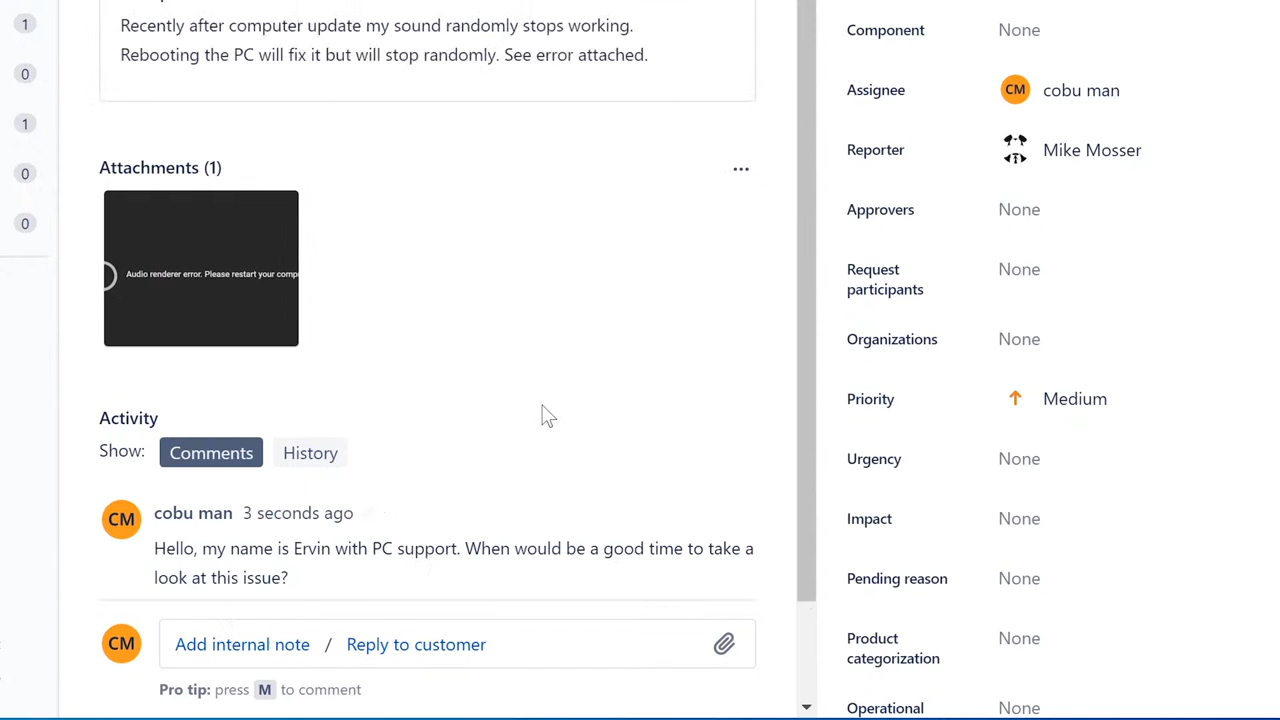 1
0
1
0
0
Recently after computer update my sound randomly stops working.
Rebooting the PC will fix it but will stop randomly. See error attached.
Attachments (1)
Audio renderer error. Please restart your comp
Activity
Show: Comments History
CM cobu man 3 seconds ago
Hello, my name is Ervin with PC support. When would be a good time to take a
look at this issue?
CM Add internal note / Reply to customer
Pro tip: press M to comment
Component None
Assignee CM cobu man
Reporter Mike Mosser
Approvers None
Request
participants None
Organizations None
Priority Medium
Urgency None
Impact None
Pending reason None
Product
categorization None
Operational None